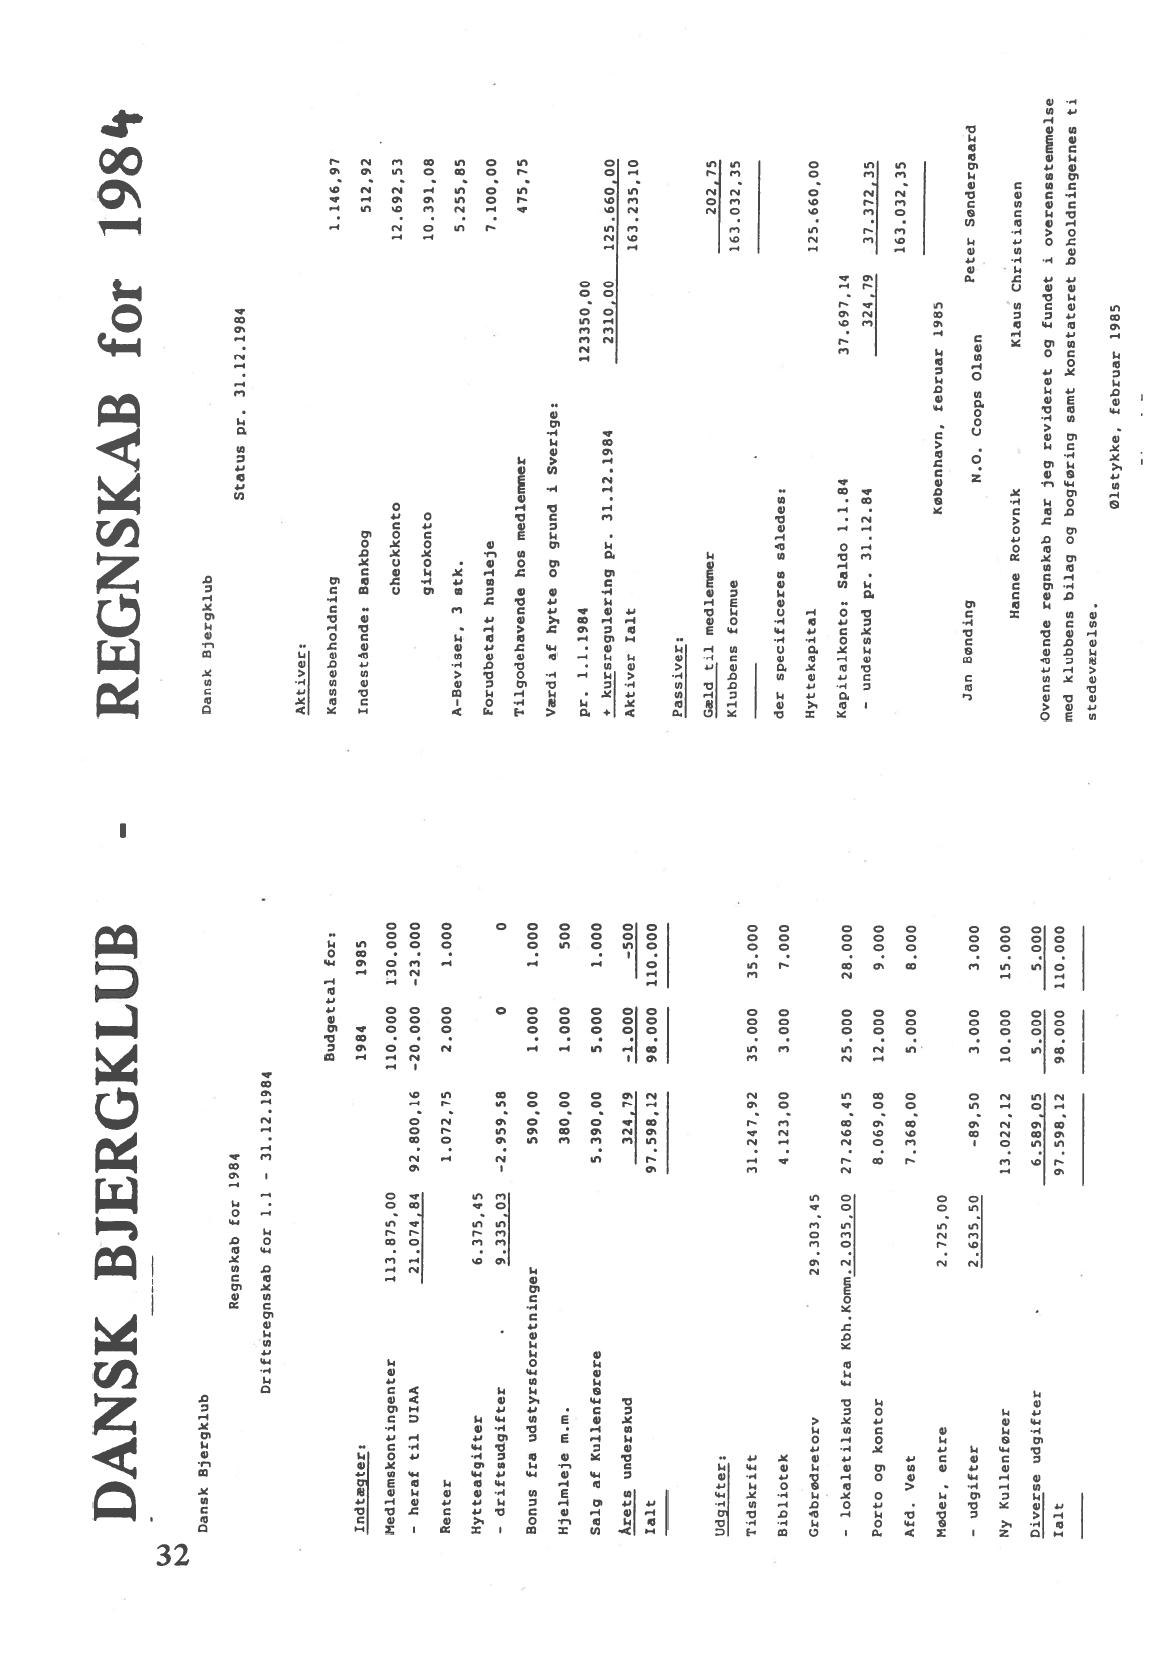 DANSK BJERGKLUB - REGNSKAB for 1984
32
Dansk Bjergklub
Regnskab for 1984
Driftsregnskab for 1.1 - 31.12.1984
Budgettal for:
Indtægter: 1984 1985
Medlemskontingenter 113.875,00 110.000 130.000
- heraf til UIAA 21.074,84 92.800,16 -20.000 -23.000
Renter 1.072,75 2.000 1.000
Hytteafgifter 6.375,45
- driftsudgifter 9.335,03 -2.959,58 0 0
Bonus fra udstyrsforretninger 590,00 1.000 1.000
Hjelmleje m.m. 380,00 1.000 500
Salg af Kullenførere 5.390,00 5.000 1.000
Årets underskud 324,79 -1.000 -500
Ialt 97.598,12 98.000 110.000
Udgifter:
Tidskrift 31.247,92 35.000 35.000
Bibliotek 4.123,00 3.000 7.000
Gråbrødretorv 29.303,45
- lokaletilskud fra Kbh.Komm. 2.035,00 27.268,45 25.000 28.000
Porto og kontor 8.069,08 12.000 9.000
Afd. Vest 7.368,00 5.000 8.000
Møder, entre 2.725,00
- udgifter 2.635,50 -89,50 3.000 3.000
Ny Kullenfører 13.022,12 10.000 15.000
Diverse udgifter 6.589,05 5.000 5.000
Ialt 97.598,12 98.000 110.000
Dansk Bjergklub
Status pr. 31.12.1984
Aktiver:
Kassebeholdning 1.146,97
Indestående: Bankbog 512,92
checkkonto 12.692,53
girokonto 10.391,08
A-Beviser, 3 stk. 5.255,85
Forudbetalt husleje 7.100,00
Tilgodehavende hos medlemmer 475,75
Værdi af hytte og grund i Sverige:
pr. 1.1.1984 123350,00
+ kursregulering pr. 31.12.1984 2310,00 125.660,00
Aktiver Ialt 163.235,10
Passiver:
Gæld til medlemmer 202,75
Klubbens formue 163.032,35
der specificeres således:
Hyttekapital 125.660,00
Kapitalkonto: Saldo 1.1.84 37.697,14
- underskud pr. 31.12.84 324,79 37.372,35
163.032,35
København, februar 1985
Jan Bønding N.O. Coops Olsen Peter Søndergaard
Hanne Rotovnik Klaus Christiansen
Ovenstående regnskab har jeg revideret og fundet i overensstemmelse
med klubbens bilag og bogføring samt konstateret beholdningernes ti
stedeværelse.
Ølstykke, februar 1985